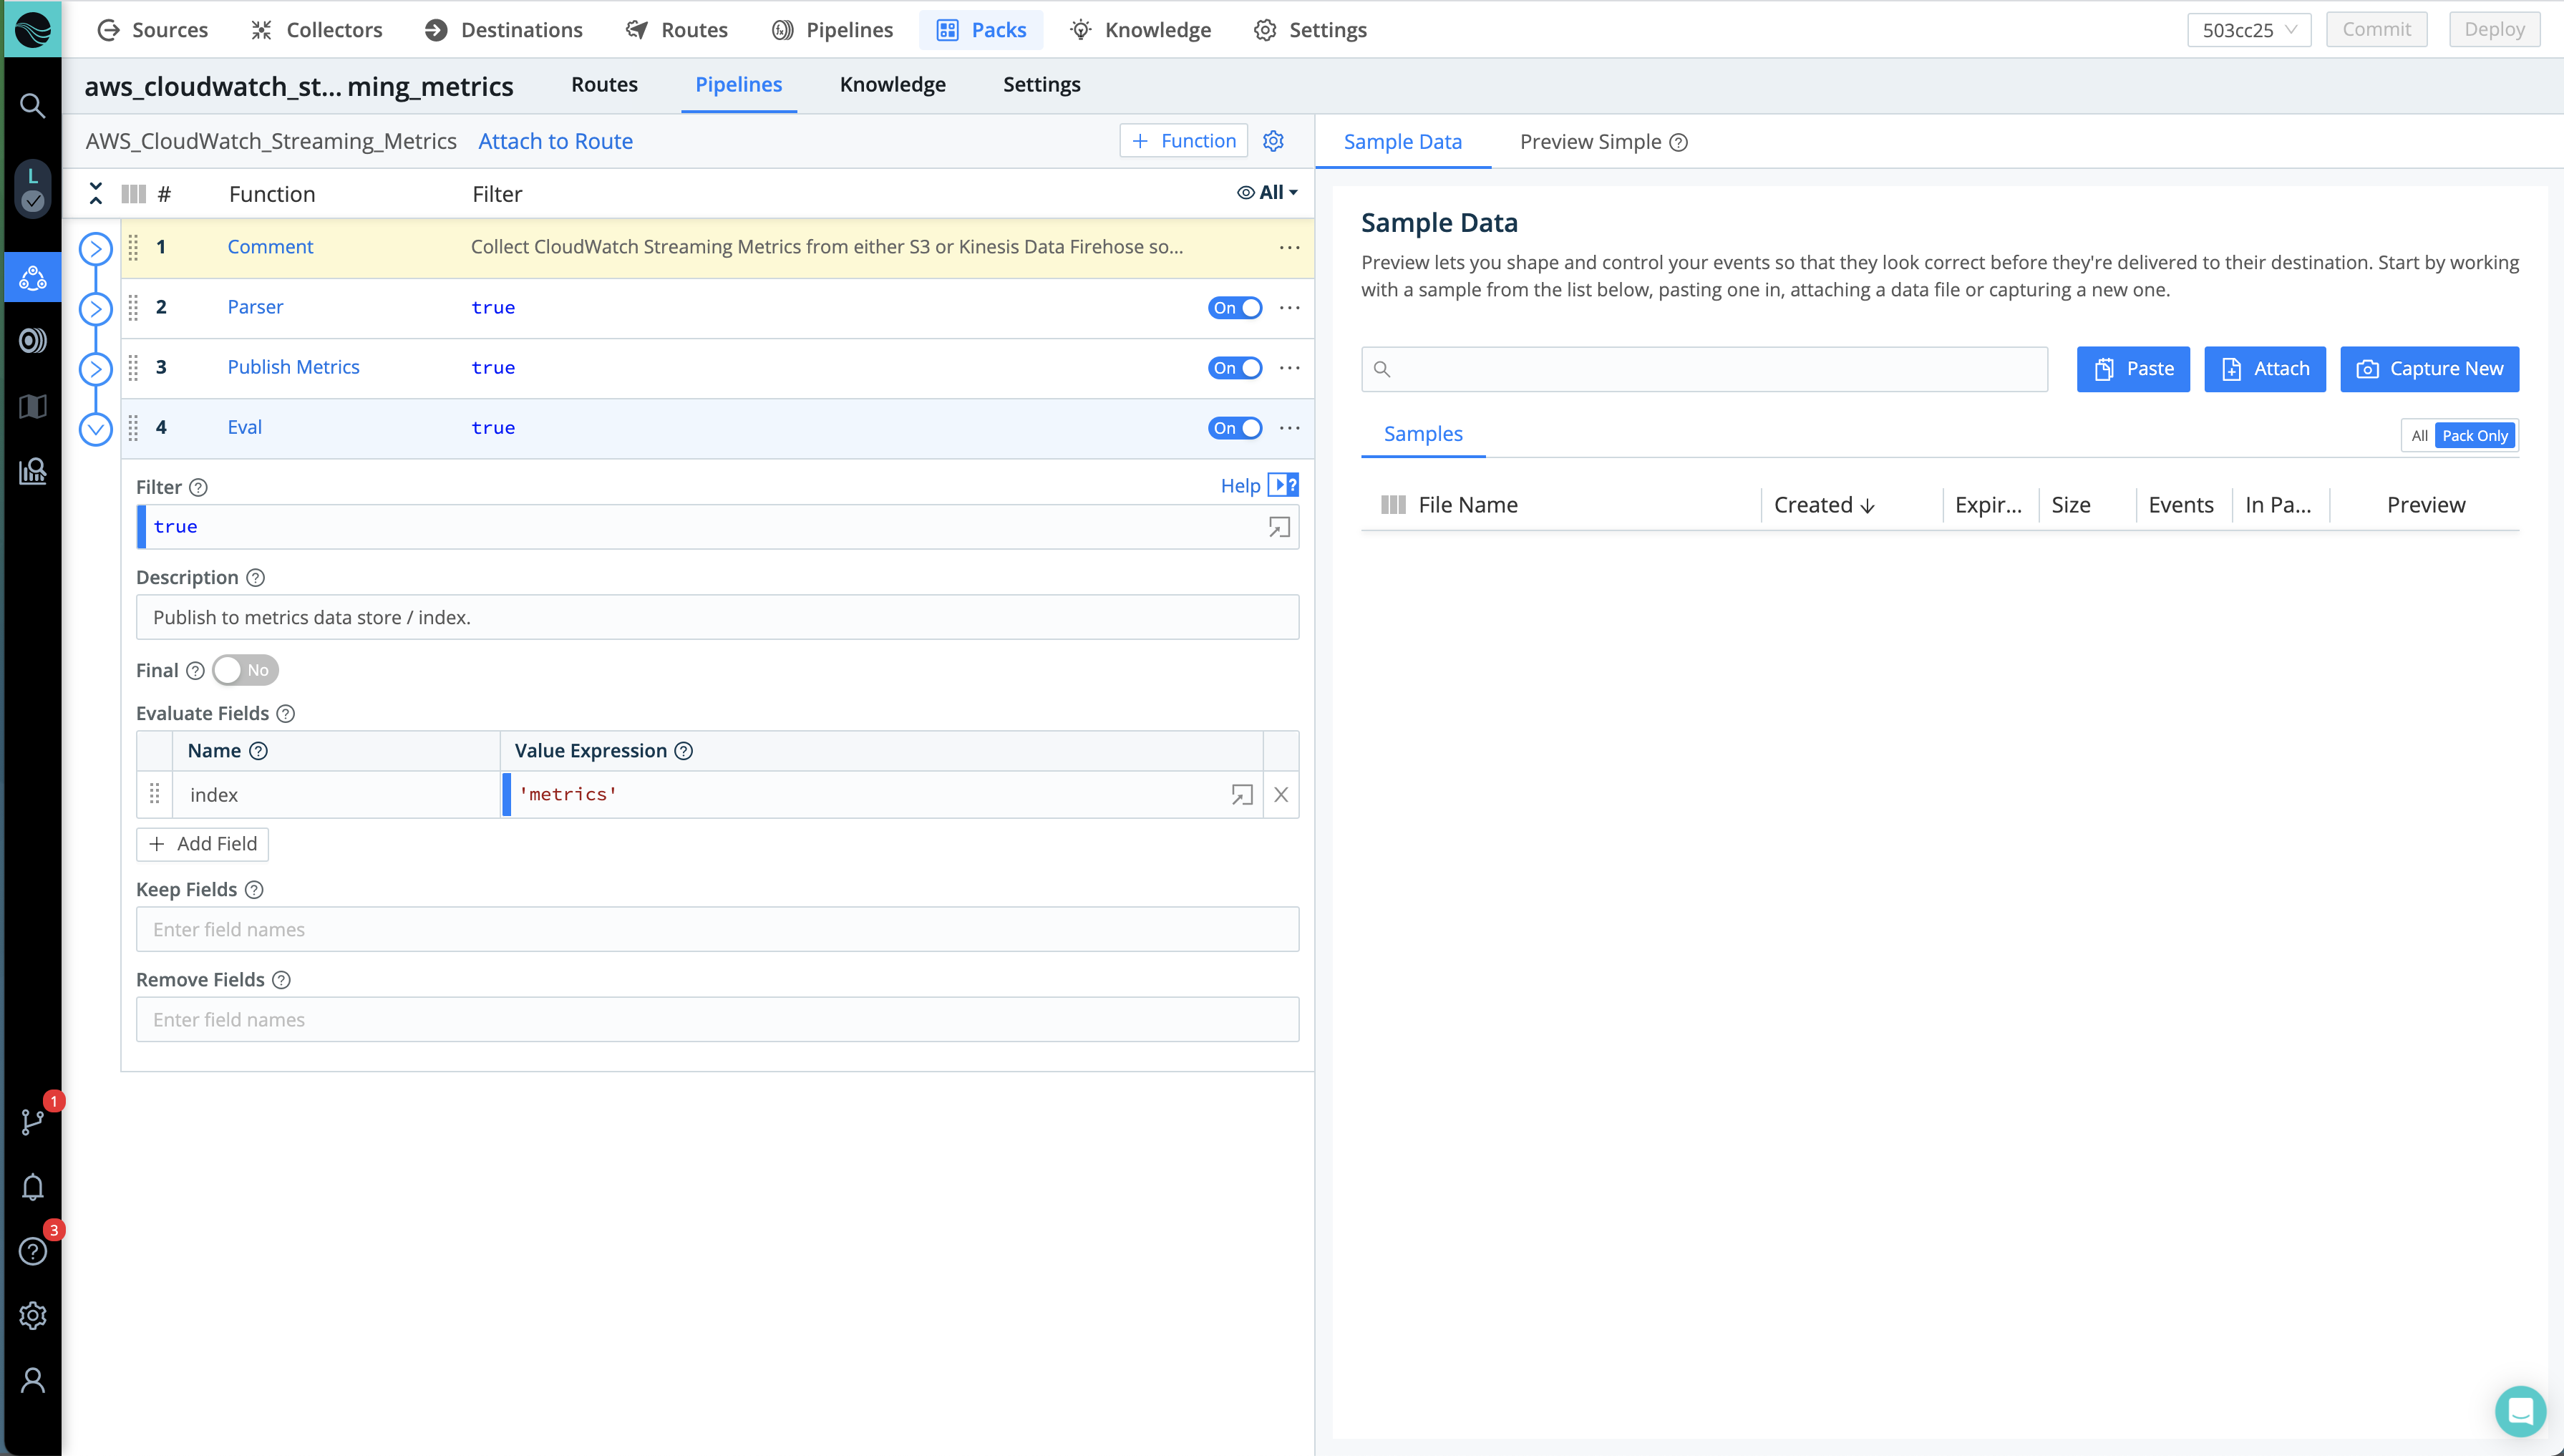 Sources Collectors Destinations Routes Pipelines Packs Knowledge Settings 503cc25 Commit Deploy
aws_cloudwatch_st... ming_metrics Routes Pipelines Knowledge Settings
AWS_CloudWatch_Streaming_Metrics Attach to Route + Function
# Function Filter All
1 Comment Collect CloudWatch Streaming Metrics from either S3 or Kinesis Data Firehose so... ...
2 Parser true On ...
3 Publish Metrics true On ...
4 Eval true On ...
Filter ? Help ?
true
Description ?
Publish to metrics data store / index.
Final ? No
Evaluate Fields ?
Name ? Value Expression ?
index 'metrics' X
+ Add Field
Keep Fields ?
Enter field names
Remove Fields ?
Enter field names
Sample Data Preview Simple ?
Sample Data
Preview lets you shape and control your events so that they look correct before they're delivered to their destination. Start by working
with a sample from the list below, pasting one in, attaching a data file or capturing a new one.
Paste Attach Capture New
Samples All Pack Only
File Name Created ↓ Expir... Size Events In Pa... Preview
L
1
3
?